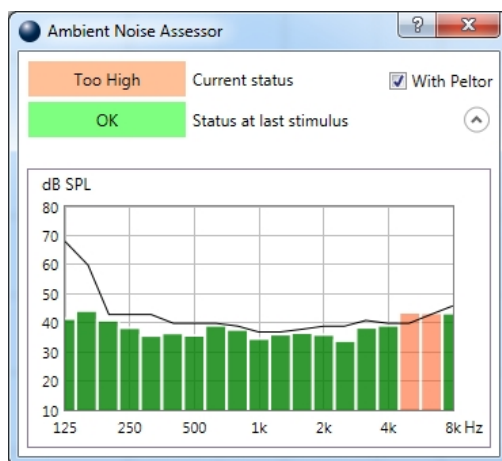 Ambient Noise Assessor
Too High Current status With Peltor
OK Status at last stimulus
dB SPL
80
70
60
50
40
30
20
10
125 250 500 1k 2k 4k 8k Hz